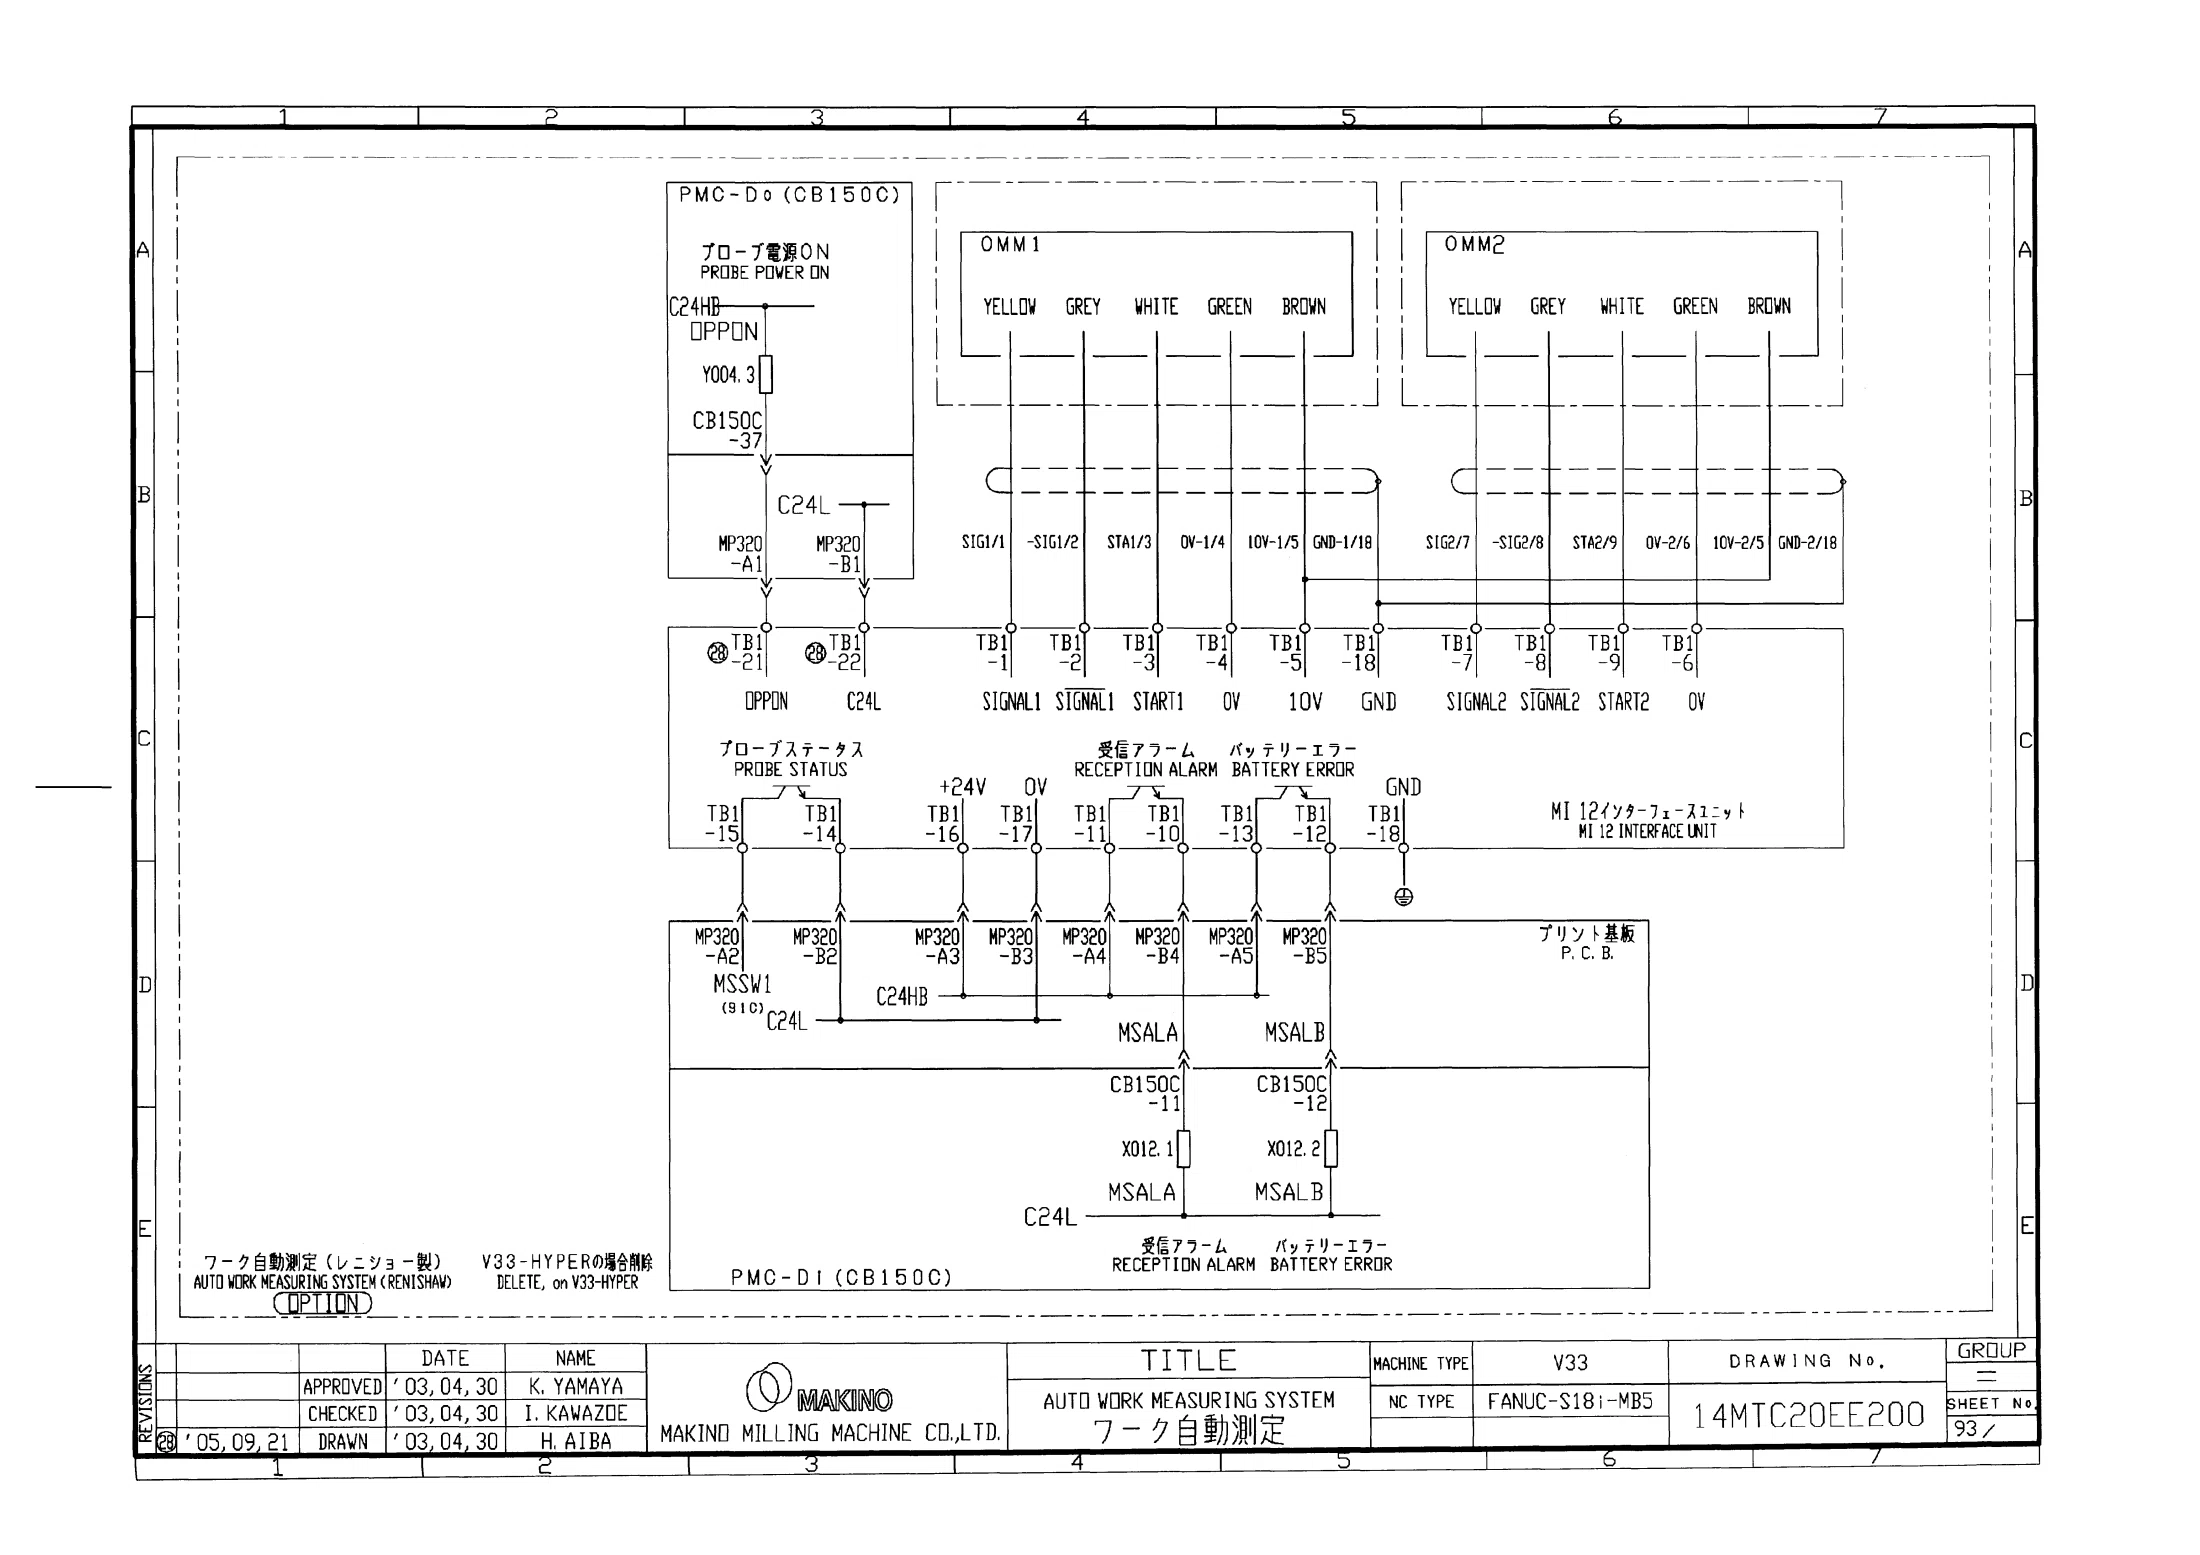 1 2 3 4 5 6 7
A
B
C
D
E
A
B
C
D
E
PMC-Do (CB150C)
プローブ電源ON
PROBE POWER ON
C24HB
OPPON
Y004.3
CB150C
-37
C24L
MP320
-A1
MP320
-B1
OMM1
YELLOW GREY WHITE GREEN BROWN
OMM2
YELLOW GREY WHITE GREEN BROWN
SIG1/1 -SIG1/2 STA1/3 0V-1/4 10V-1/5 GND-1/18
SIG2/7 -SIG2/8 STA2/9 0V-2/6 10V-2/5 GND-2/18
28 TB1 28 TB1 TB1 TB1 TB1 TB1 TB1 TB1 TB1 TB1 TB1 TB1
-21 -22 -1 -2 -3 -4 -5 -18 -7 -8 -9 -6
OPPON C24L SIGNAL1 SIGNAL1 START1 0V 10V GND SIGNAL2 SIGNAL2 START2 0V
プローブステータス
PROBE STATUS
受信アラーム バッテリーエラー
RECEPTION ALARM BATTERY ERROR
+24V 0V GND
TB1 TB1 TB1 TB1 TB1 TB1 TB1 TB1 TB1
-15 -14 -16 -17 -11 -10 -13 -12 -18
MI 12インターフェースユニット
MI 12 INTERFACE UNIT
MP320 MP320 MP320 MP320 MP320 MP320 MP320 MP320
-A2 -B2 -A3 -B3 -A4 -B4 -A5 -B5
プリント基板
P.C.B.
MSSW1
(91C)
C24HB
C24L
MSALA MSALB
CB150C CB150C
-11 -12
X012.1 X012.2
MSALA MSALB
C24L
受信アラーム バッテリーエラー
RECEPTION ALARM BATTERY ERROR
PMC-DI (CB150C)
ワーク自動測定(レニショー製)
AUTO WORK MEASURING SYSTEM (RENISHAW)
OPTION
V33-HYPERの場合削除
DELETE, on V33-HYPER
REVISIONS
28 '05,09,21
DATE NAME
APPROVED '03,04,30 K. YAMAYA
CHECKED '03,04,30 I. KAWAZOE
DRAWN '03,04,30 H. AIBA
MAKINO
MAKINO MILLING MACHINE CO.,LTD.
TITLE
AUTO WORK MEASURING SYSTEM
ワーク自動測定
MACHINE TYPE V33
NC TYPE FANUC-S18i-MB5
DRAWING No.
14MTC20EE200
GROUP
=
SHEET No.
93/
1 2 3 4 5 6 7